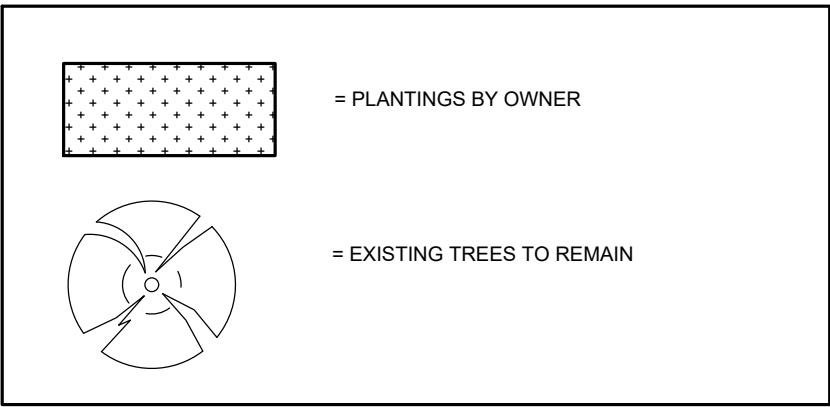 = PLANTINGS BY OWNER
= EXISTING TREES TO REMAIN